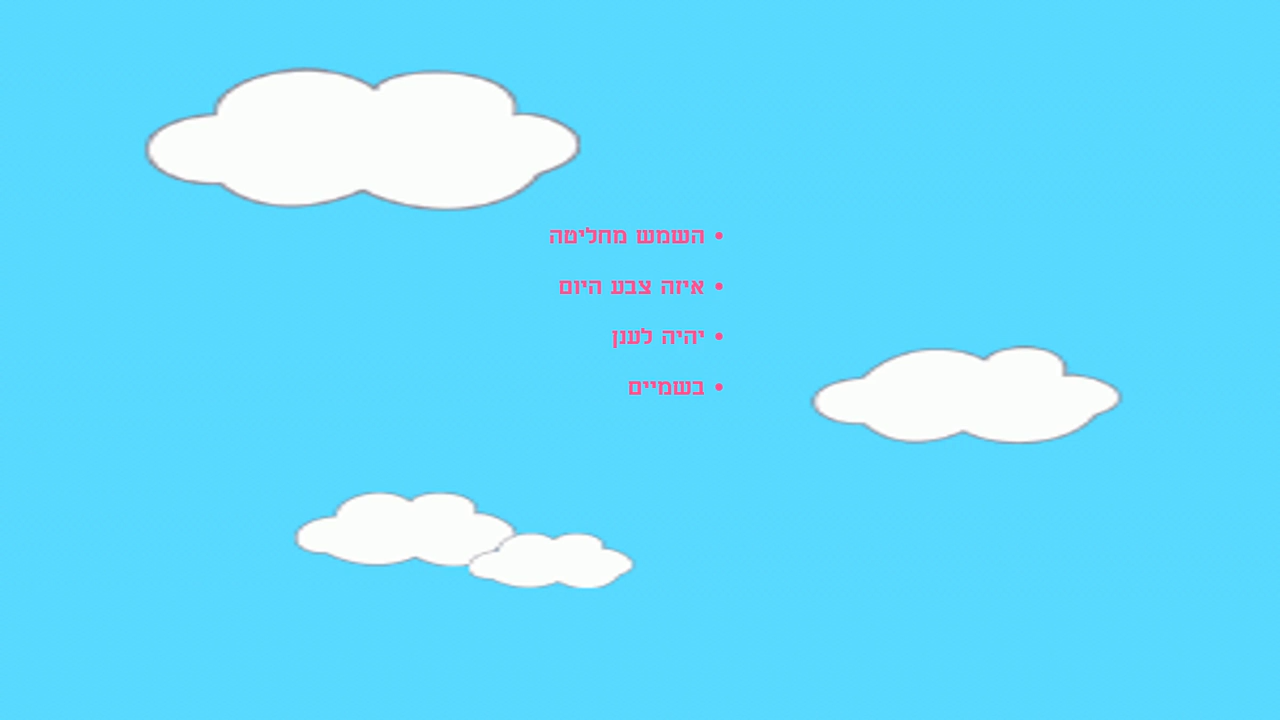 • השמש מחליטה
• איזה צבע היום
• יהיה לענן
• בשמיים